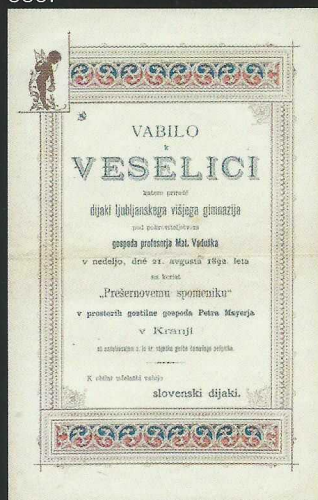 VABILO
k
VESELICI
katero priredé
dijaki ljubljanskega višjega gimnazija
pod pokroviteljstvom
gospoda profesorja Mat. Voduška
v nedeljo, dné 21. avgusta 1892. leta
na korist
„Prešernovemu spomeniku“
v prostorih gostilne gospoda Petra Mayerja
v Kranji
K obilni udeležbi vabijo
slovenski dijaki.